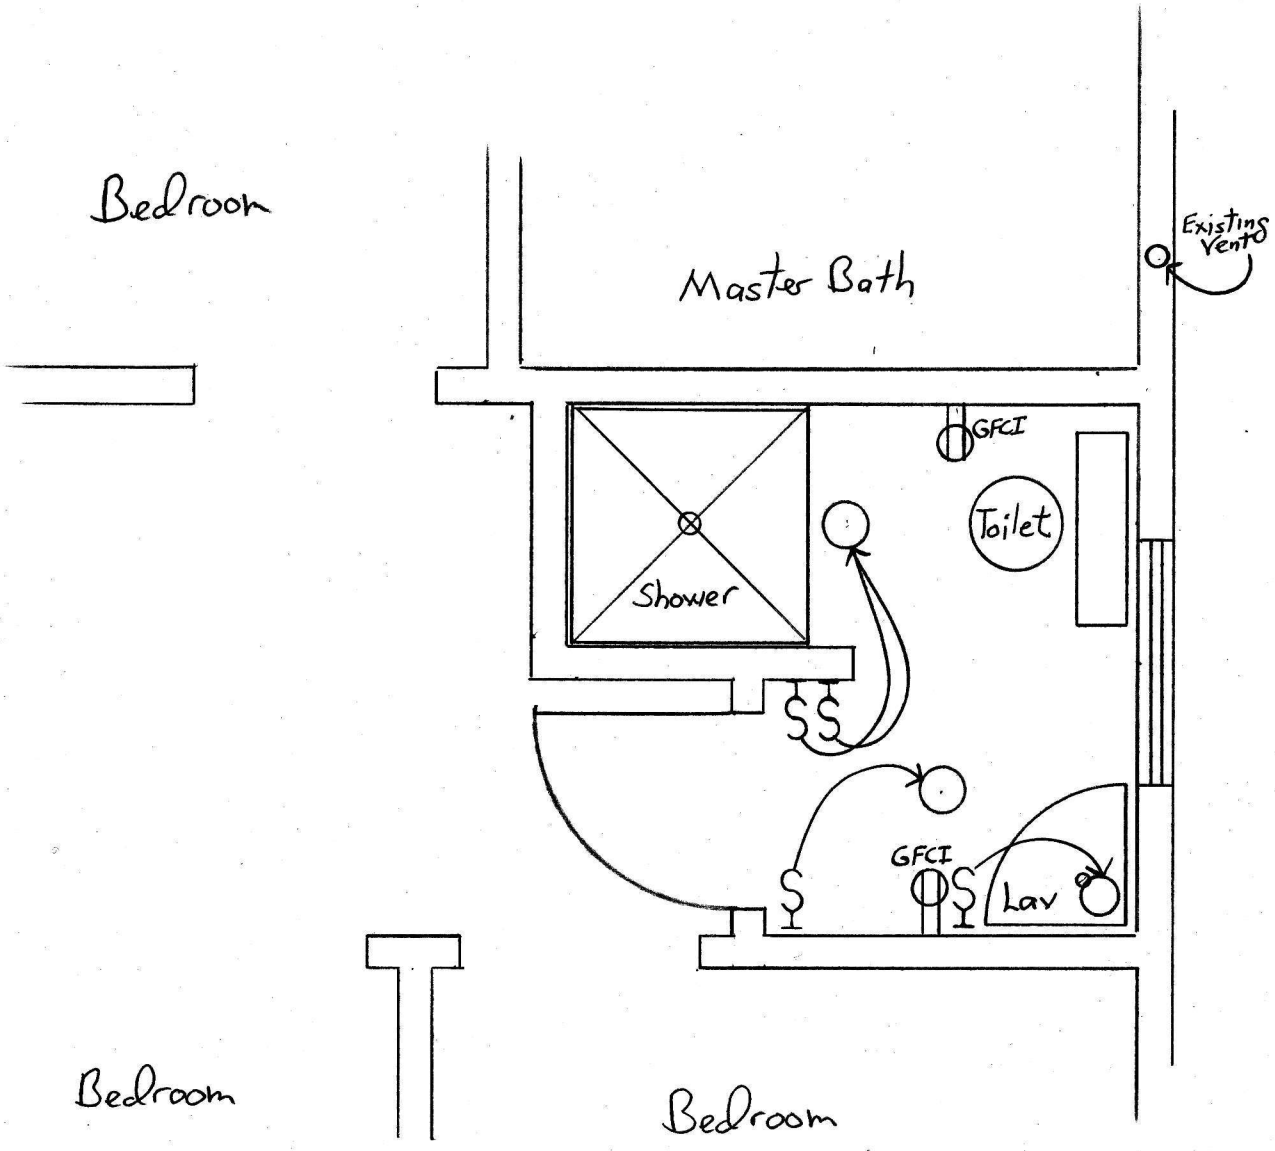 Bedroom
Existing
Vent
Master Bath
GFCI
Toilet
Shower
S S
GFCI
S
S
Lav
Bedroom
Bedroom